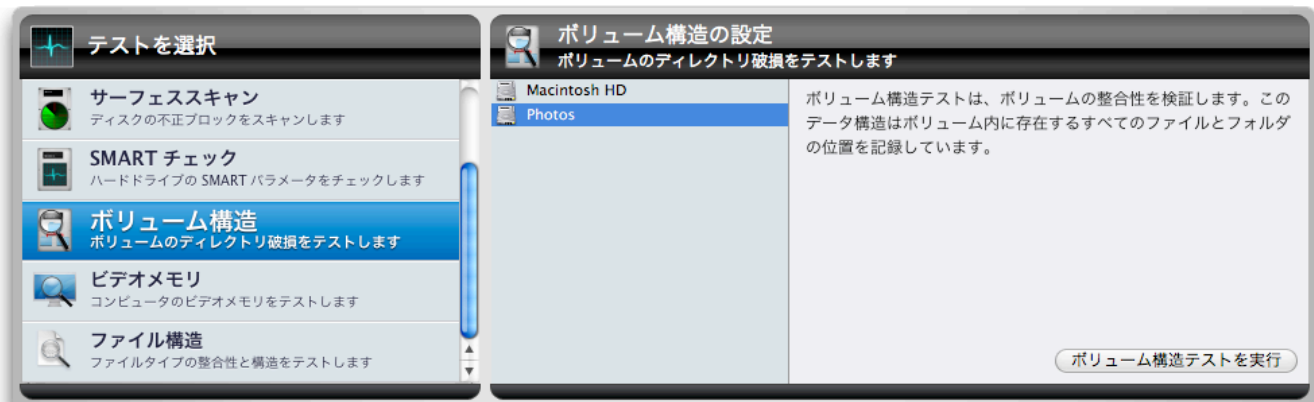 テストを選択
サーフェススキャン
ディスクの不正ブロックをスキャンします
SMART チェック
ハードドライブの SMART パラメータをチェックします
ボリューム構造
ボリュームのディレクトリ破損をテストします
ビデオメモリ
コンピュータのビデオメモリをテストします
ファイル構造
ファイルタイプの整合性と構造をテストします
ボリューム構造の設定
ボリュームのディレクトリ破損をテストします
Macintosh HD
Photos
ボリューム構造テストは、ボリュームの整合性を検証します。この
データ構造はボリューム内に存在するすべてのファイルとフォルダ
の位置を記録しています。
ボリューム構造テストを実行